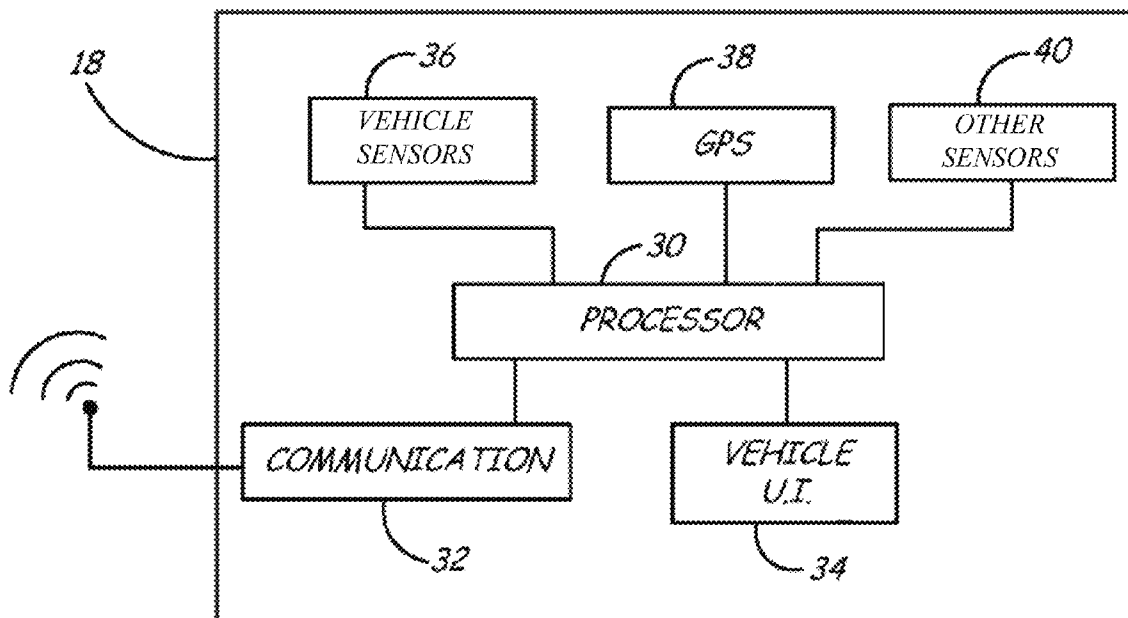 18
36
38
40
VEHICLE
SENSORS
GPS
OTHER
SENSORS
30
PROCESSOR
COMMUNICATION
VEHICLE
U.I.
32
34